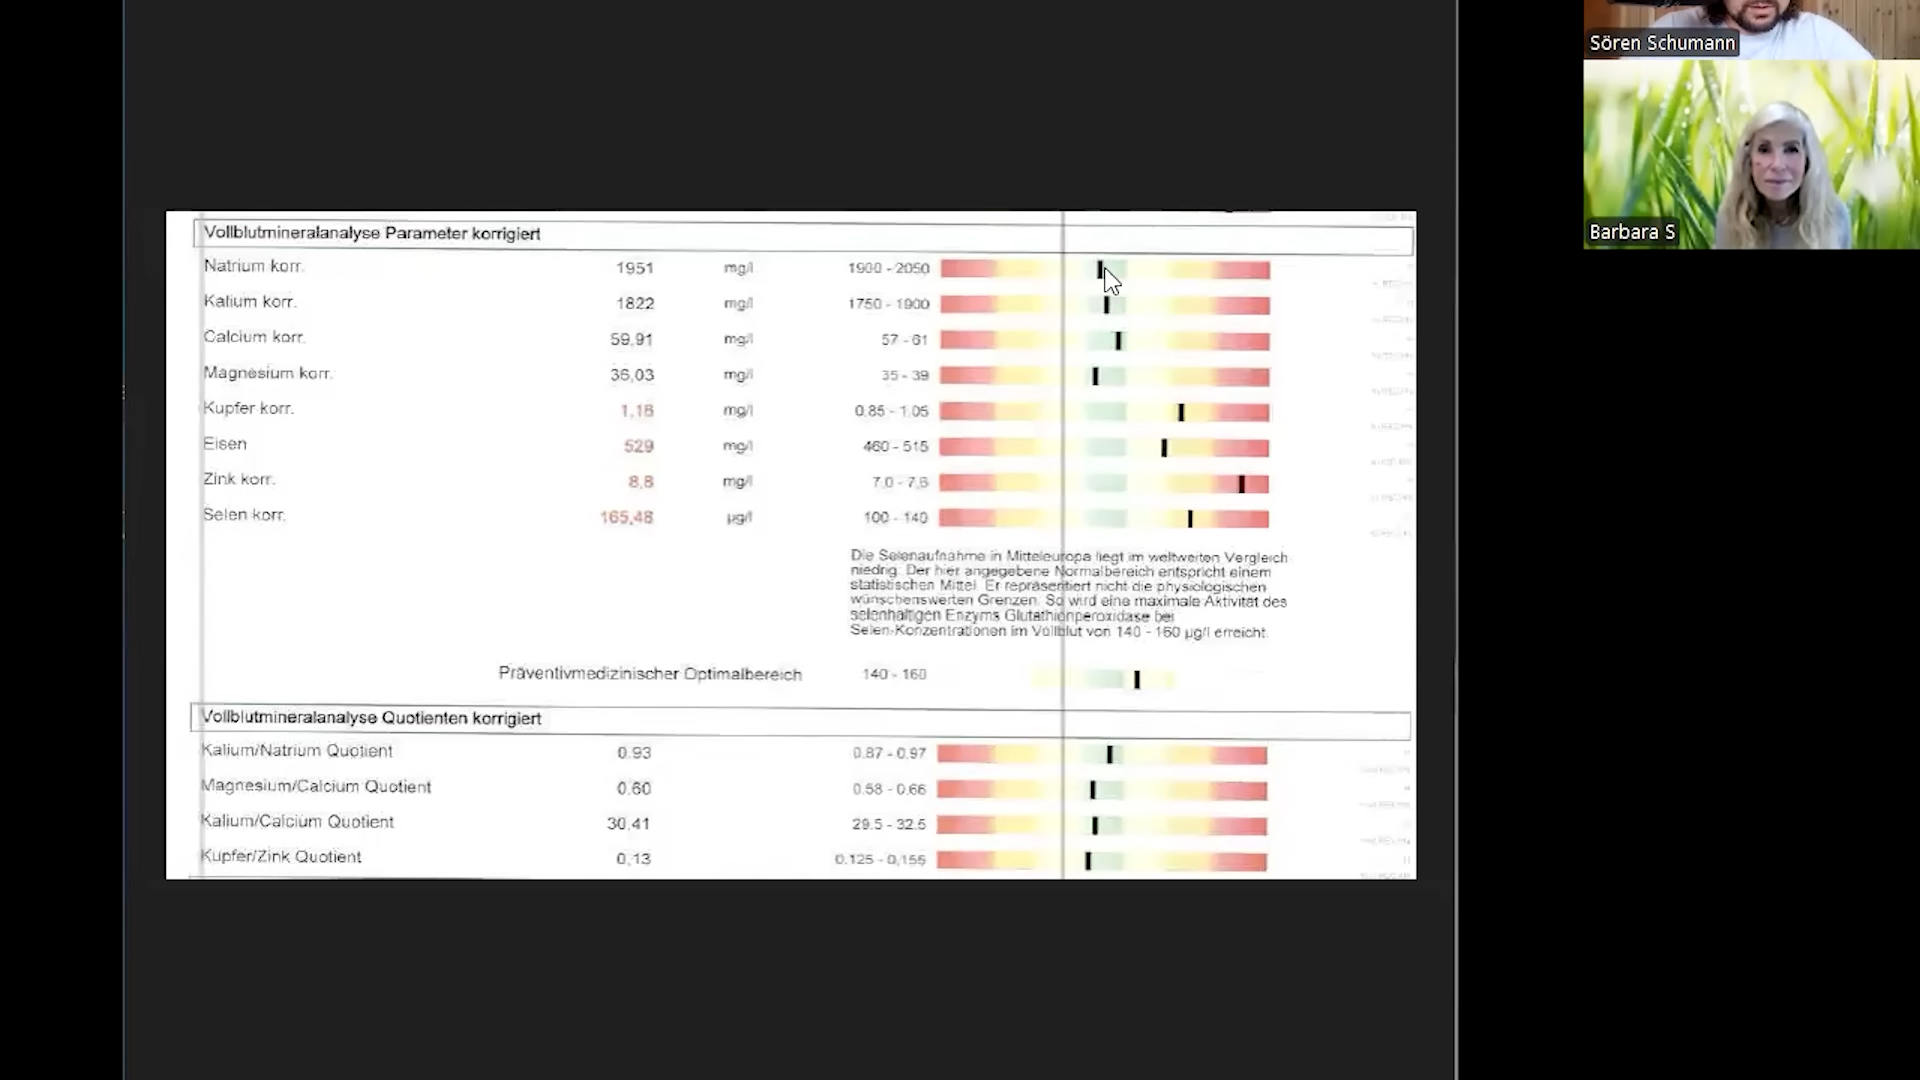 Sören Schumann
Barbara S
Vollblutmineralanalyse Parameter korrigiert
Natrium korr. 1951 mg/l 1900 - 2050
Kalium korr. 1822 mg/l 1750 - 1900
Calcium korr. 59,91 mg/l 57 - 61
Magnesium korr. 36,03 mg/l 35 - 39
Kupfer korr. mg/l 0.85 - 1.05
Eisen 529 mg/l 460 - 515
Zink korr. 8,8 mg/l
Selen korr. 165,48 µg/l 100 - 140
Die Selenaufnahme in Mitteleuropa liegt im weltweiten Vergleich
niedrig. Der hier angegebene Normalbereich entspricht einem
statistischen Mittel. Er repräsentiert nicht die physiologischen
wünschenswerten Grenzen. So wird eine maximale Aktivität des
selenhaltigen Enzyms Glutathionperoxidase bei
Selen-Konzentrationen im Vollblut von 140 - 160 µg/l erreicht.
Präventivmedizinischer Optimalbereich 140 - 160
Vollblutmineralanalyse Quotienten korrigiert
Kalium/Natrium Quotient 0.93 0.87 - 0.97
Magnesium/Calcium Quotient 0.60 0.58 - 0.66
Kalium/Calcium Quotient 30,41 29.5 - 32.5
Kupfer/Zink Quotient 0,13 0.125 - 0,155